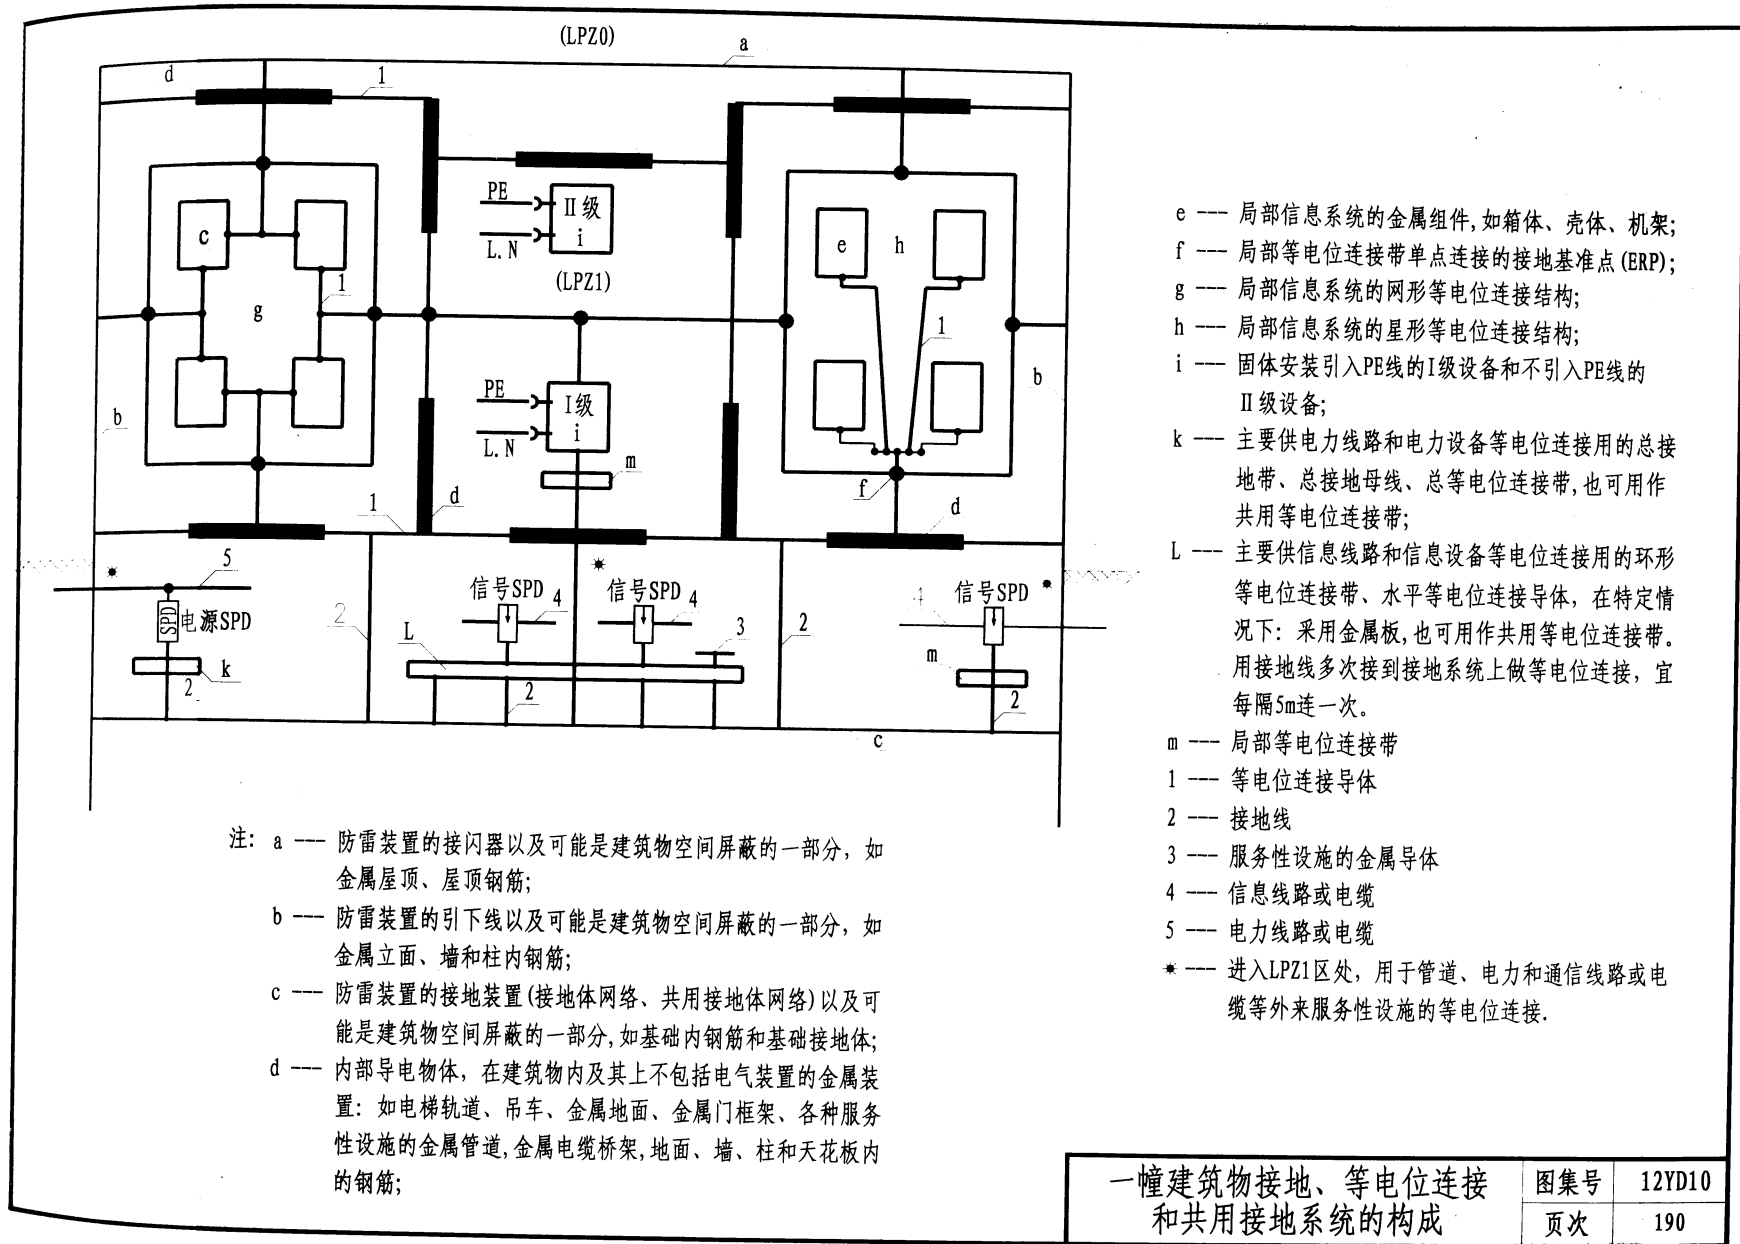 (LPZ0)
a
d
1
PE
Ⅱ级
i
L.N
(LPZ1)
c
1
g
e
h
1
PE
Ⅰ级
i
L.N
m
b
b
f
d
1
d
5
SPD
电源SPD
k
2
2
信号SPD
4
信号SPD
4
L
3
2
2
4
信号SPD
m
2
c
e --- 局部信息系统的金属组件,如箱体、壳体、机架;
f --- 局部等电位连接带单点连接的接地基准点(ERP);
g --- 局部信息系统的网形等电位连接结构;
h --- 局部信息系统的星形等电位连接结构;
i --- 固体安装引入PE线的Ⅰ级设备和不引入PE线的
Ⅱ级设备;
k --- 主要供电力线路和电力设备等电位连接用的总接
地带、总接地母线、总等电位连接带,也可用作
共用等电位连接带;
L --- 主要供信息线路和信息设备等电位连接用的环形
等电位连接带、水平等电位连接导体，在特定情
况下：采用金属板,也可用作共用等电位连接带。
用接地线多次接到接地系统上做等电位连接，宜
每隔5m连一次。
m --- 局部等电位连接带
1 --- 等电位连接导体
2 --- 接地线
3 --- 服务性设施的金属导体
4 --- 信息线路或电缆
5 --- 电力线路或电缆
* --- 进入LPZ1区处，用于管道、电力和通信线路或电
缆等外来服务性设施的等电位连接.
注: a --- 防雷装置的接闪器以及可能是建筑物空间屏蔽的一部分，如
金属屋顶、屋顶钢筋;
b --- 防雷装置的引下线以及可能是建筑物空间屏蔽的一部分，如
金属立面、墙和柱内钢筋;
c --- 防雷装置的接地装置(接地体网络、共用接地体网络)以及可
能是建筑物空间屏蔽的一部分,如基础内钢筋和基础接地体;
d --- 内部导电物体，在建筑物内及其上不包括电气装置的金属装
置：如电梯轨道、吊车、金属地面、金属门框架、各种服务
性设施的金属管道,金属电缆桥架,地面、墙、柱和天花板内
的钢筋;
一幢建筑物接地、等电位连接
和共用接地系统的构成
图集号 12YD10
页次 190